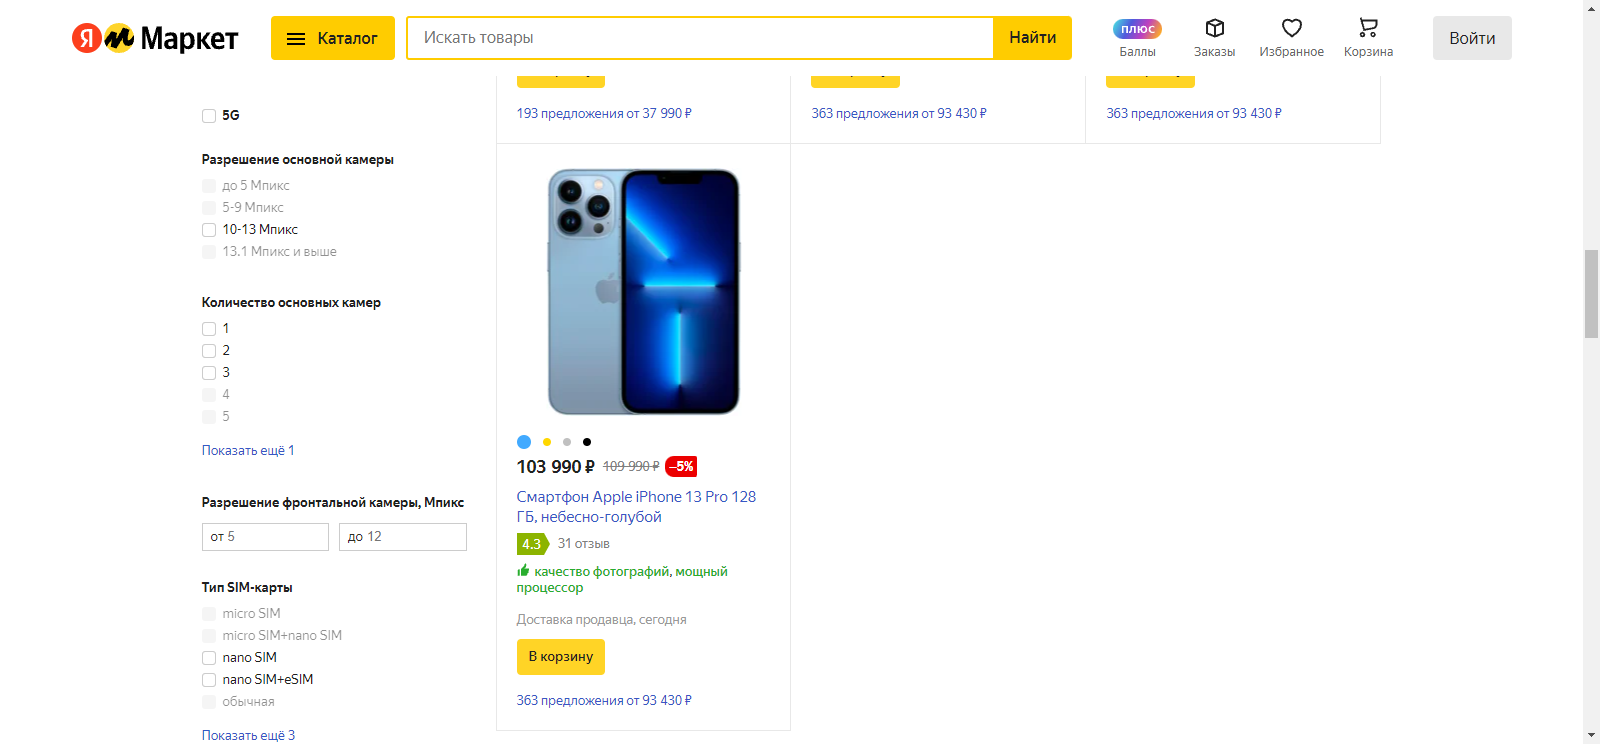 Я м Маркет
Каталог
Искать товары
Найти
плюс
Баллы
Заказы
Избранное
Корзина
Войти
5G
Разрешение основной камеры
до 5 Мпикс
5-9 Мпикс
10-13 Мпикс
13.1 Мпикс и выше
Количество основных камер
1
2
3
4
5
Показать ещё 1
Разрешение фронтальной камеры, Мпикс
от 5
до 12
Тип SIM-карты
micro SIM
micro SIM+nano SIM
nano SIM
nano SIM+eSIM
обычная
Показать ещё 3
193 предложения от 37 990 ₽
363 предложения от 93 430 ₽
363 предложения от 93 430 ₽
103 990 ₽ 109 990 ₽ –5%
Смартфон Apple iPhone 13 Pro 128
ГБ, небесно-голубой
4.3 31 отзыв
качество фотографий, мощный
процессор
Доставка продавца, сегодня
В корзину
363 предложения от 93 430 ₽